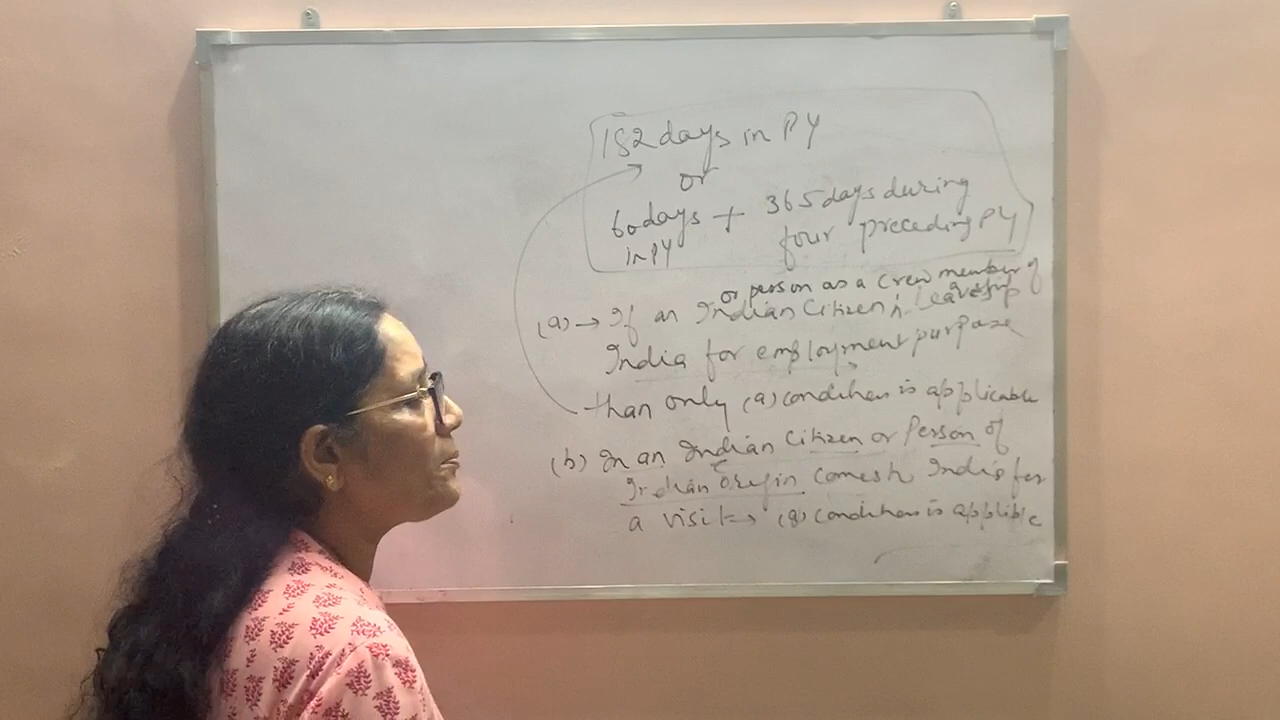 182 days in PY
or
60 days + 365 days during
in PY four preceding PY
or person as a crew member of
(a) → If an Indian Citizen is leaves ship
India for employment purpose
than only (a) condition is applicable
(b) In an Indian Citizen or Person of
Indian Origin comes to India for
a visit → (a) condition is applible